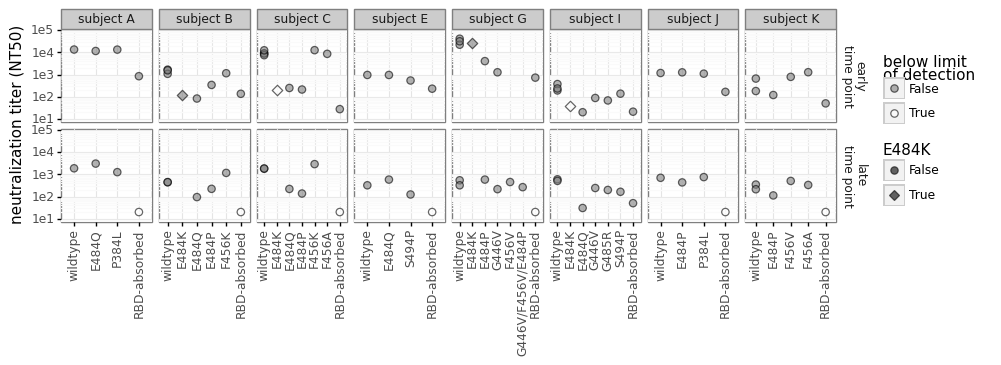 subject A
subject B
subject C
subject E
subject G
subject I
subject J
subject K
neutralization titer (NT50)
1e5
1e4
1e3
1e2
1e1
early
time point
1e5
1e4
1e3
1e2
1e1
late
time point
wildtype
E484Q
P384L
RBD-absorbed
wildtype
E484K
E484Q
E484P
F456K
RBD-absorbed
wildtype
E484K
E484Q
E484P
F456K
F456A
RBD-absorbed
wildtype
E484Q
S494P
RBD-absorbed
wildtype
E484K
E484P
G446V
F456V
G446V/F456V/E484P
RBD-absorbed
wildtype
E484K
E484Q
G446V
G485R
S494P
RBD-absorbed
wildtype
E484P
P384L
RBD-absorbed
wildtype
E484P
F456V
F456A
RBD-absorbed
below limit
of detection
False
True
E484K
False
True